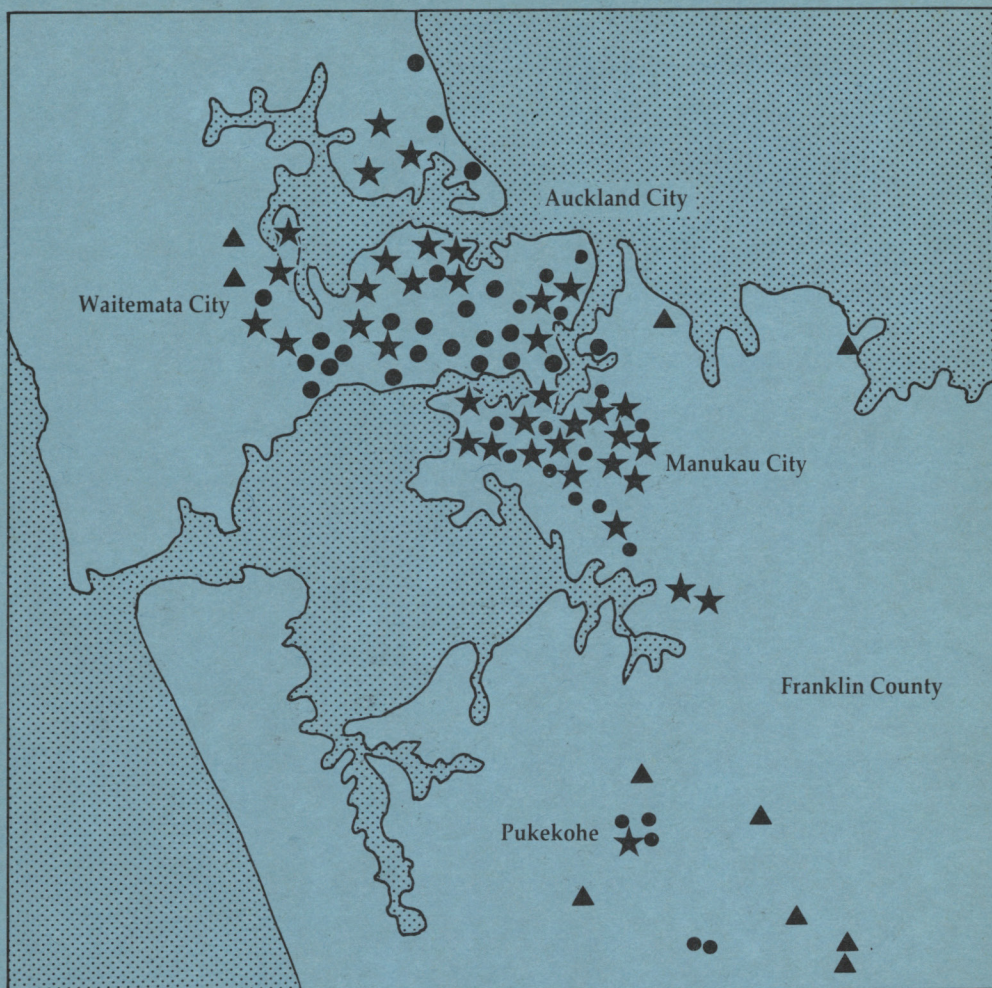 Auckland City
Waitemata City
Manukau City
Franklin County
Pukekohe